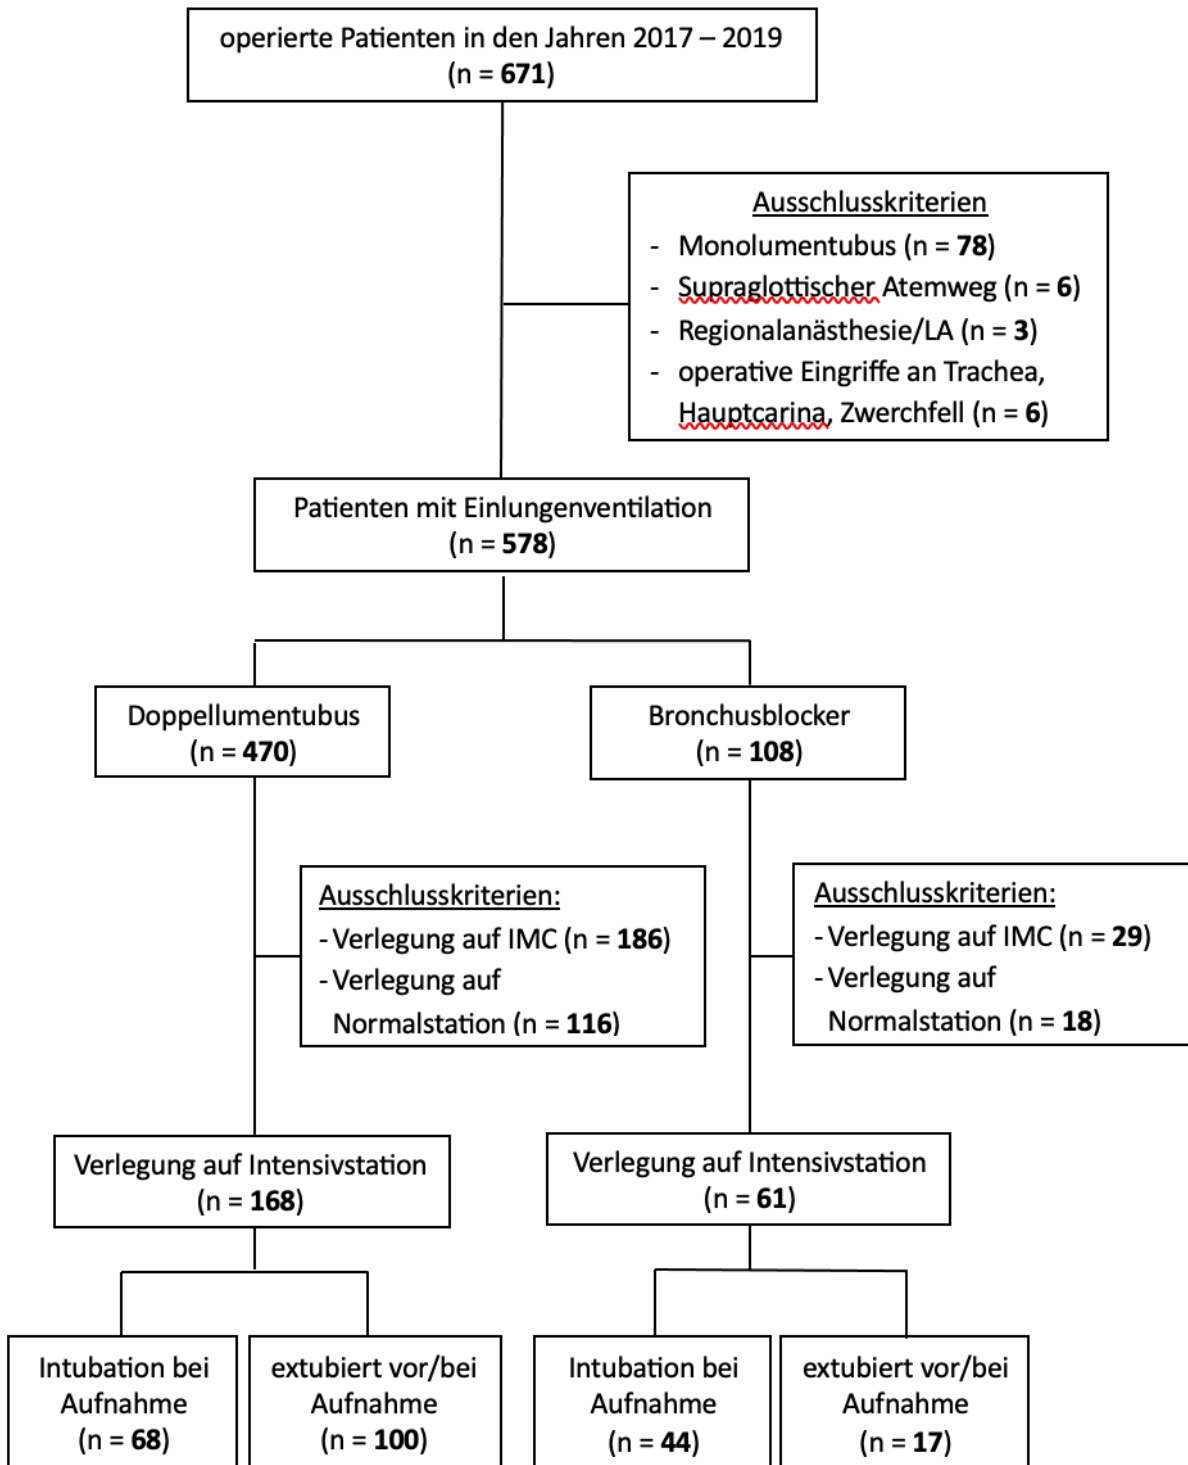 operierte Patienten in den Jahren 2017 – 2019
(n = 671)
Ausschlusskriterien
- Monolumentubus (n = 78)
- Supraglottischer Atemweg (n = 6)
- Regionalanästhesie/LA (n = 3)
- operative Eingriffe an Trachea,
Hauptcarina, Zwerchfell (n = 6)
Patienten mit Einlungenventilation
(n = 578)
Doppellumentubus
(n = 470)
Bronchusblocker
(n = 108)
Ausschlusskriterien:
- Verlegung auf IMC (n = 186)
- Verlegung auf
Normalstation (n = 116)
Ausschlusskriterien:
- Verlegung auf IMC (n = 29)
- Verlegung auf
Normalstation (n = 18)
Verlegung auf Intensivstation
(n = 168)
Verlegung auf Intensivstation
(n = 61)
Intubation bei
Aufnahme
(n = 68)
extubiert vor/bei
Aufnahme
(n = 100)
Intubation bei
Aufnahme
(n = 44)
extubiert vor/bei
Aufnahme
(n = 17)